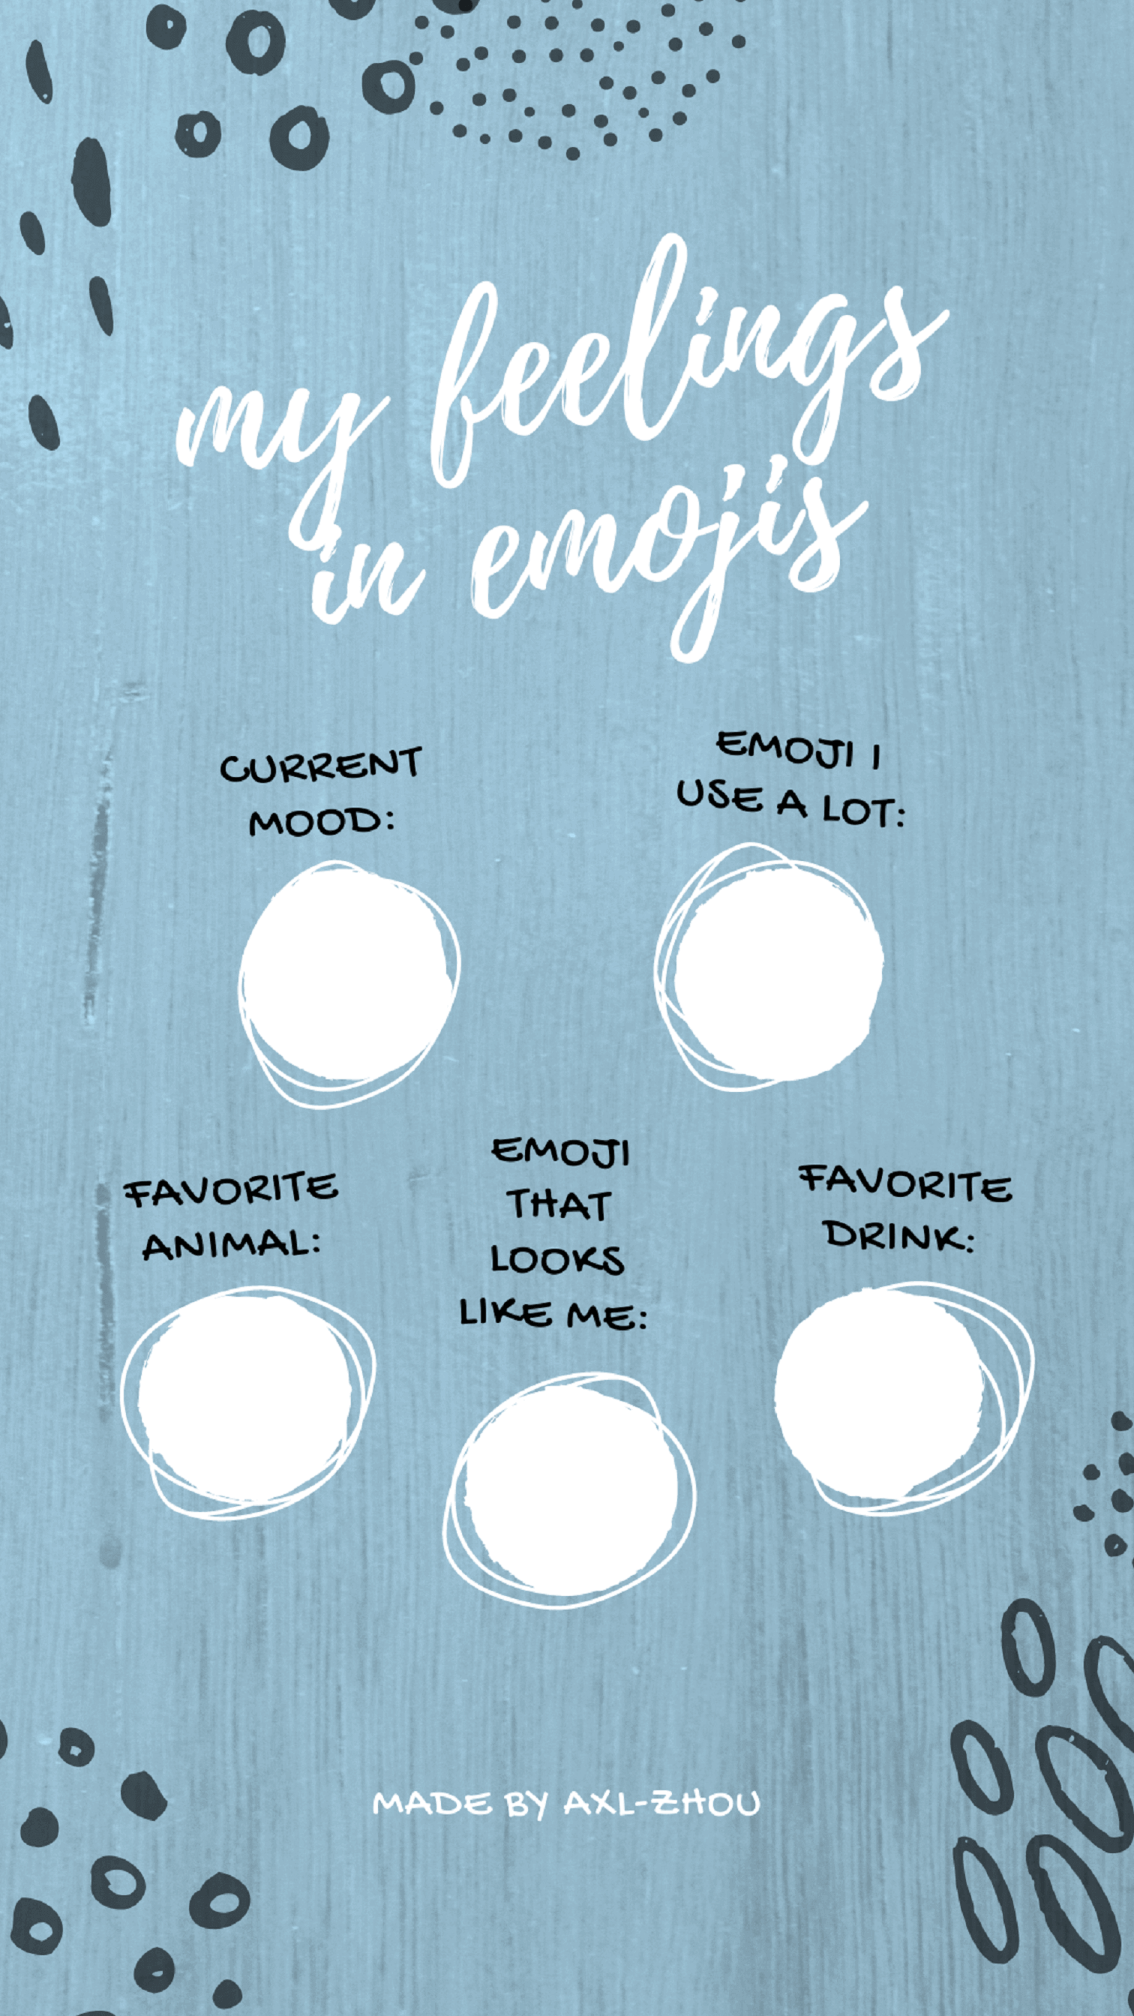 my feelings
in emojis
CURRENT
MOOD:
EMOJI I
USE A LOT:
FAVORITE
ANIMAL:
EMOJI
THAT
LOOKS
LIKE ME:
FAVORITE
DRINK:
MADE BY AXL-ZHOU